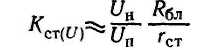 K_ст(U) ≈ U_н/U_п R_бл/r_ст